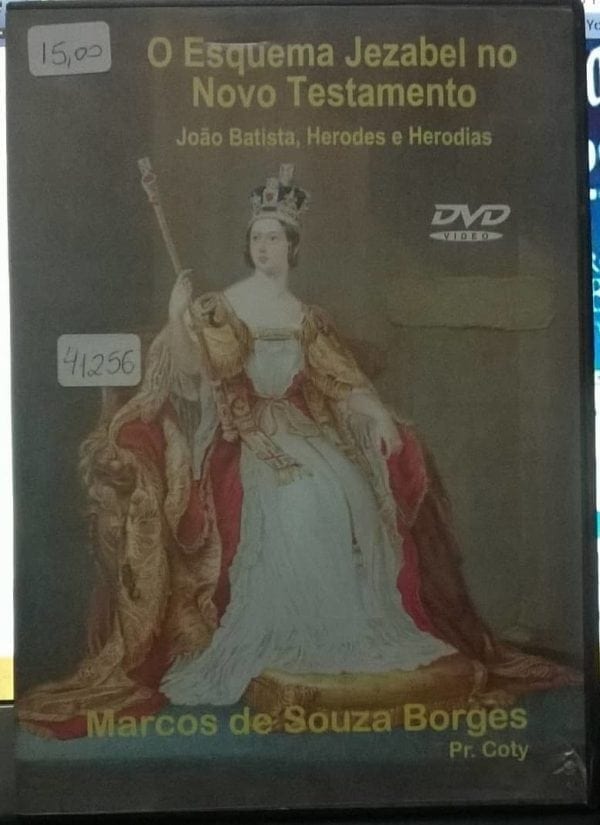 15,00
O Esquema Jezabel no
Novo Testamento
João Batista, Herodes e Herodias
DVD
VIDEO
41256
Marcos de Souza Borges
Pr. Coty